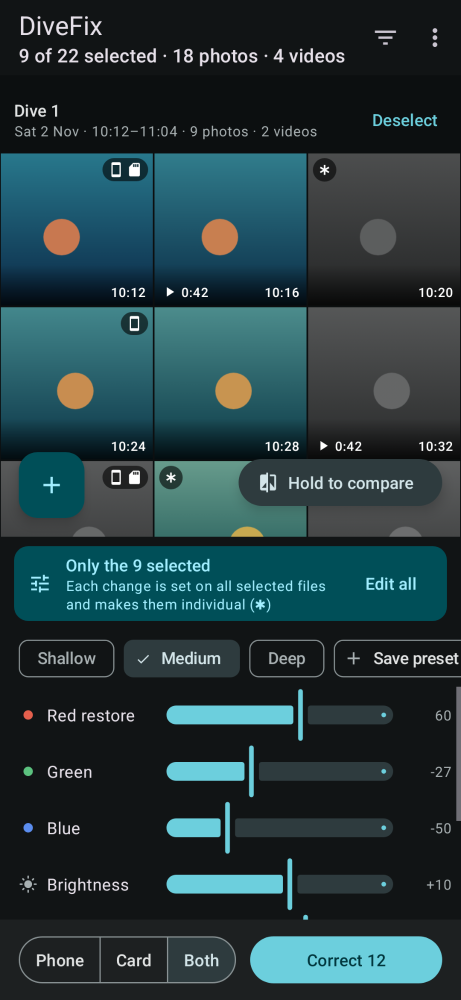 DiveFix
9 of 22 selected · 18 photos · 4 videos
Dive 1
Sat 2 Nov · 10:12–11:04 · 9 photos · 2 videos
Deselect
10:12
0:42
10:16
10:20
10:24
10:28
0:42
10:32
+
Hold to compare
Only the 9 selected
Each change is set on all selected files
and makes them individual (✱)
Edit all
Shallow
Medium
Deep
+ Save preset
Red restore
60
Green
-27
Blue
-50
Brightness
+10
Phone
Card
Both
Correct 12